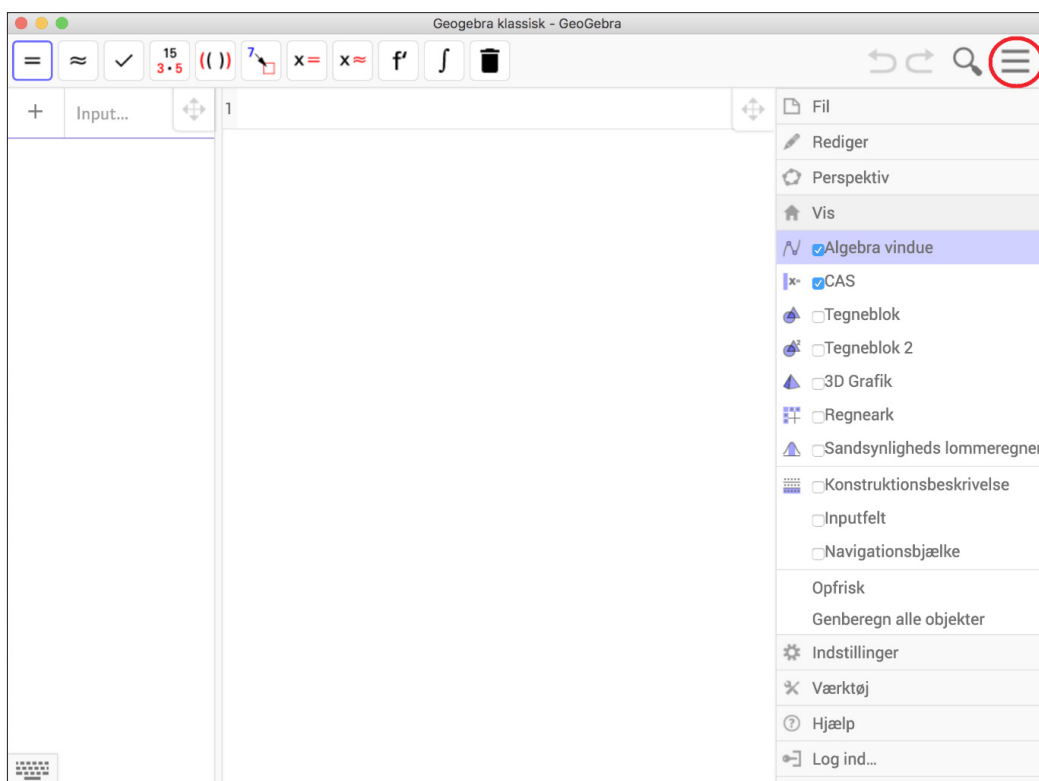 Geogebra klassisk - GeoGebra
= ≈ ✓ 15 3•5 (( )) 7 x= x≈ f' ∫
+ Input...
1
Fil
Rediger
Perspektiv
Vis
Algebra vindue
x= CAS
Tegneblok
2 Tegneblok 2
3D Grafik
Regneark
Sandsynligheds lommeregner
Konstruktionsbeskrivelse
Inputfelt
Navigationsbjælke
Opfrisk
Genberegn alle objekter
Indstillinger
Værktøj
? Hjælp
Log ind...